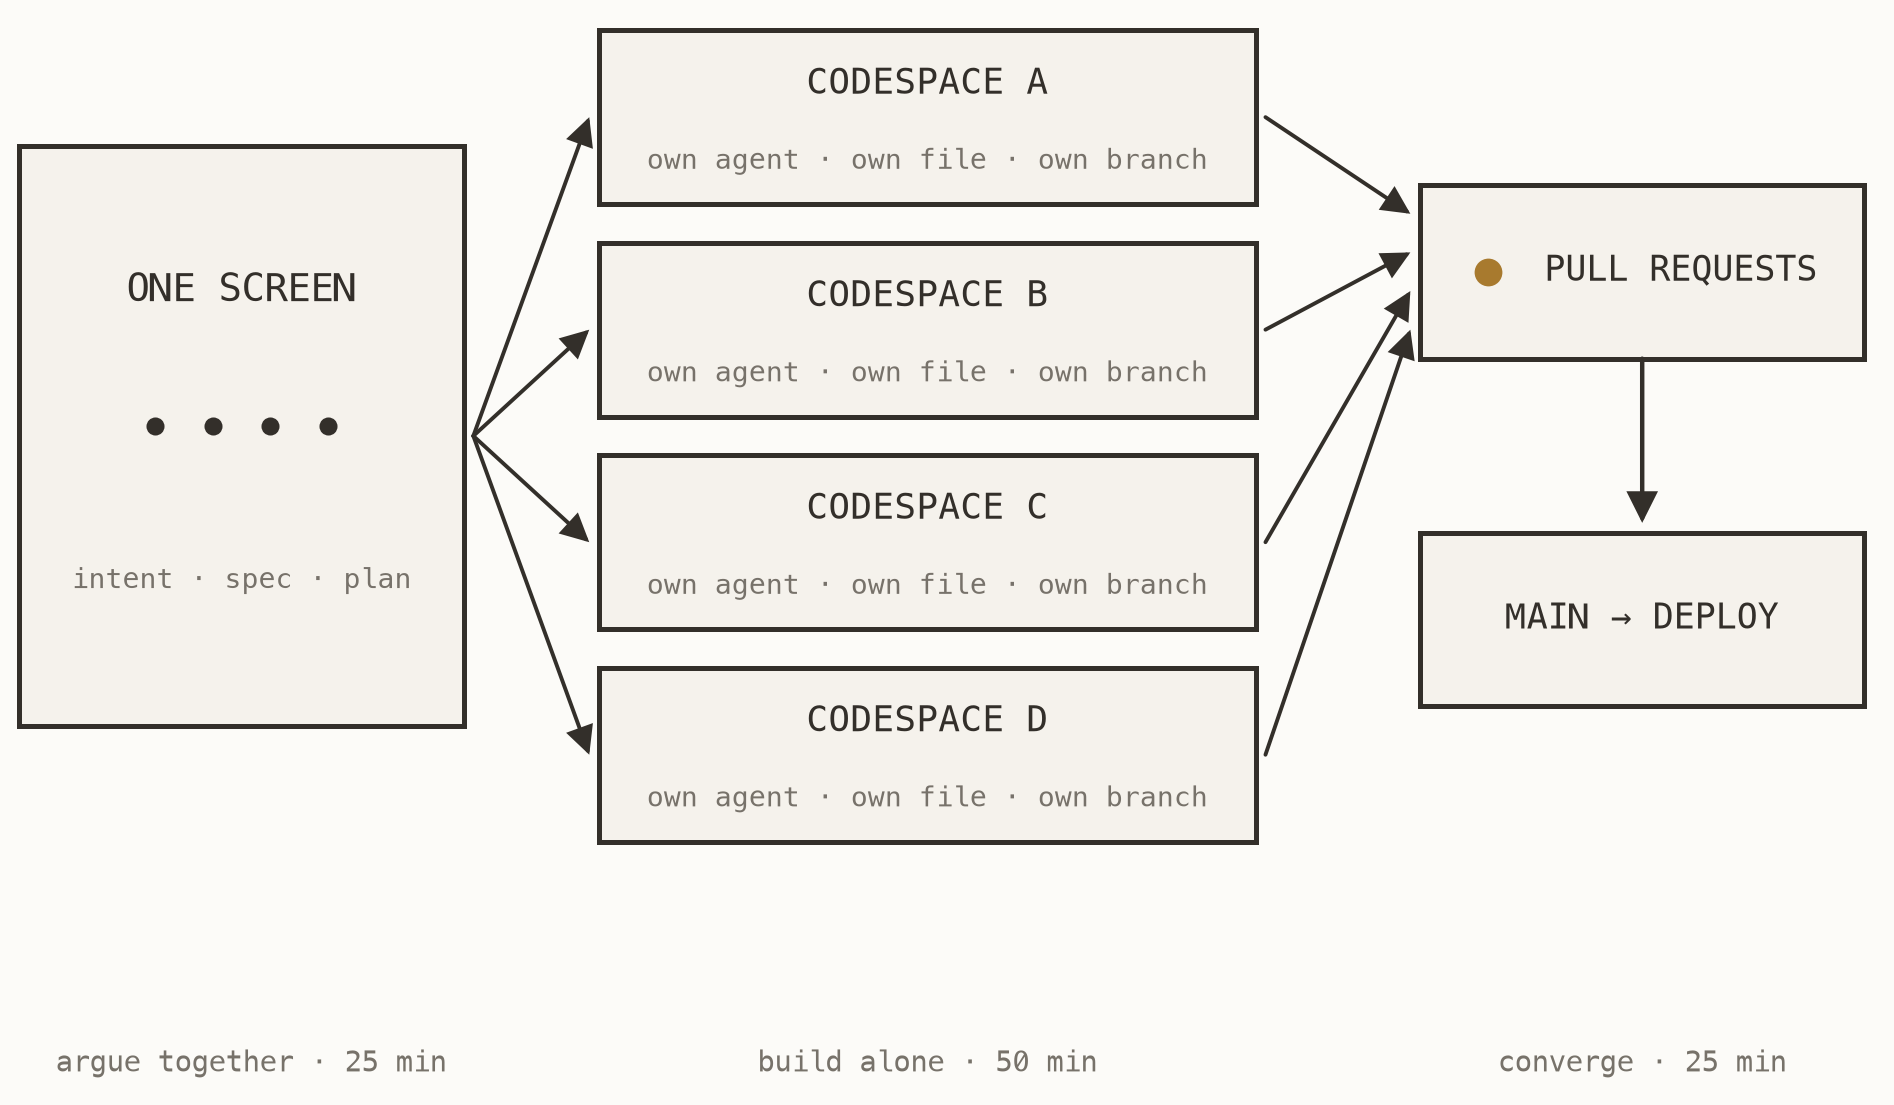 ONE SCREEN
intent · spec · plan
CODESPACE A
own agent · own file · own branch
CODESPACE B
own agent · own file · own branch
CODESPACE C
own agent · own file · own branch
CODESPACE D
own agent · own file · own branch
PULL REQUESTS
MAIN → DEPLOY
argue together · 25 min
build alone · 50 min
converge · 25 min